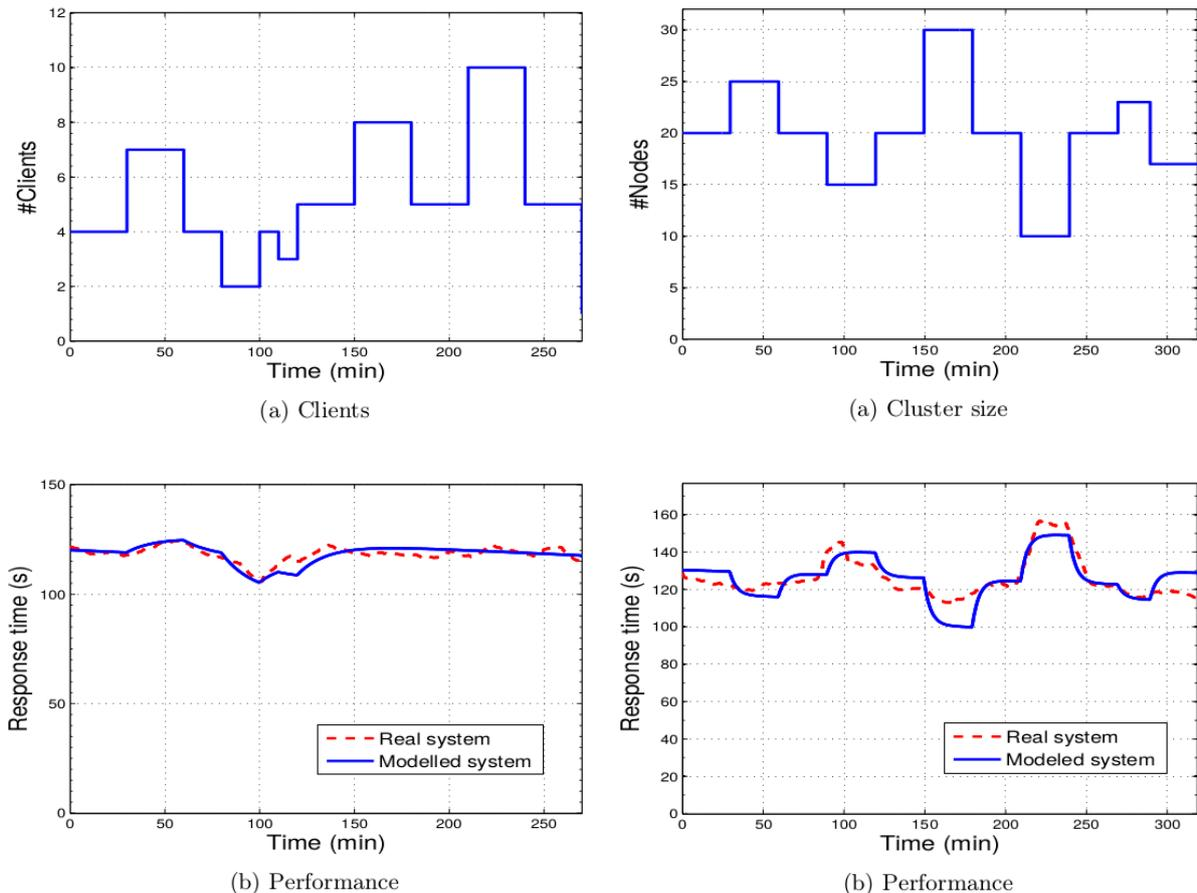 12
10
8
6
4
2
0
#Clients
0 50 100 150 200 250
Time (min)
(a) Clients
30
25
20
15
10
5
0
#Nodes
0 50 100 150 200 250 300
Time (min)
(a) Cluster size
150
100
50
0
Response time (s)
Real system
Modelled system
0 50 100 150 200 250
Time (min)
(b) Performance
160
140
120
100
80
60
40
20
0
Response time (s)
Real system
Modeled system
0 50 100 150 200 250 300
Time (min)
(b) Performance